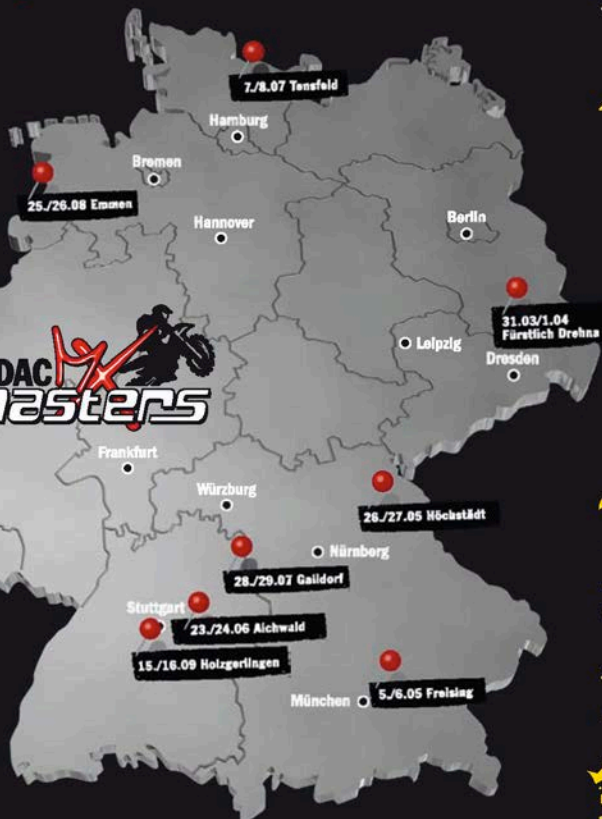 7./8.07 Tensfeld
Hamburg
Bremen
25./26.08 Emmen
Hannover
Berlin
31.03/1.04
Fürstlich Drehna
Leipzig
Dresden
DAC MX
masters
Frankfurt
Würzburg
26./27.05 Höchstädt
Nürnberg
28./29.07 Gaildorf
Stuttgart
23./24.06 Aichwald
15./16.09 Holzgerlingen
München
5./6.05 Freising